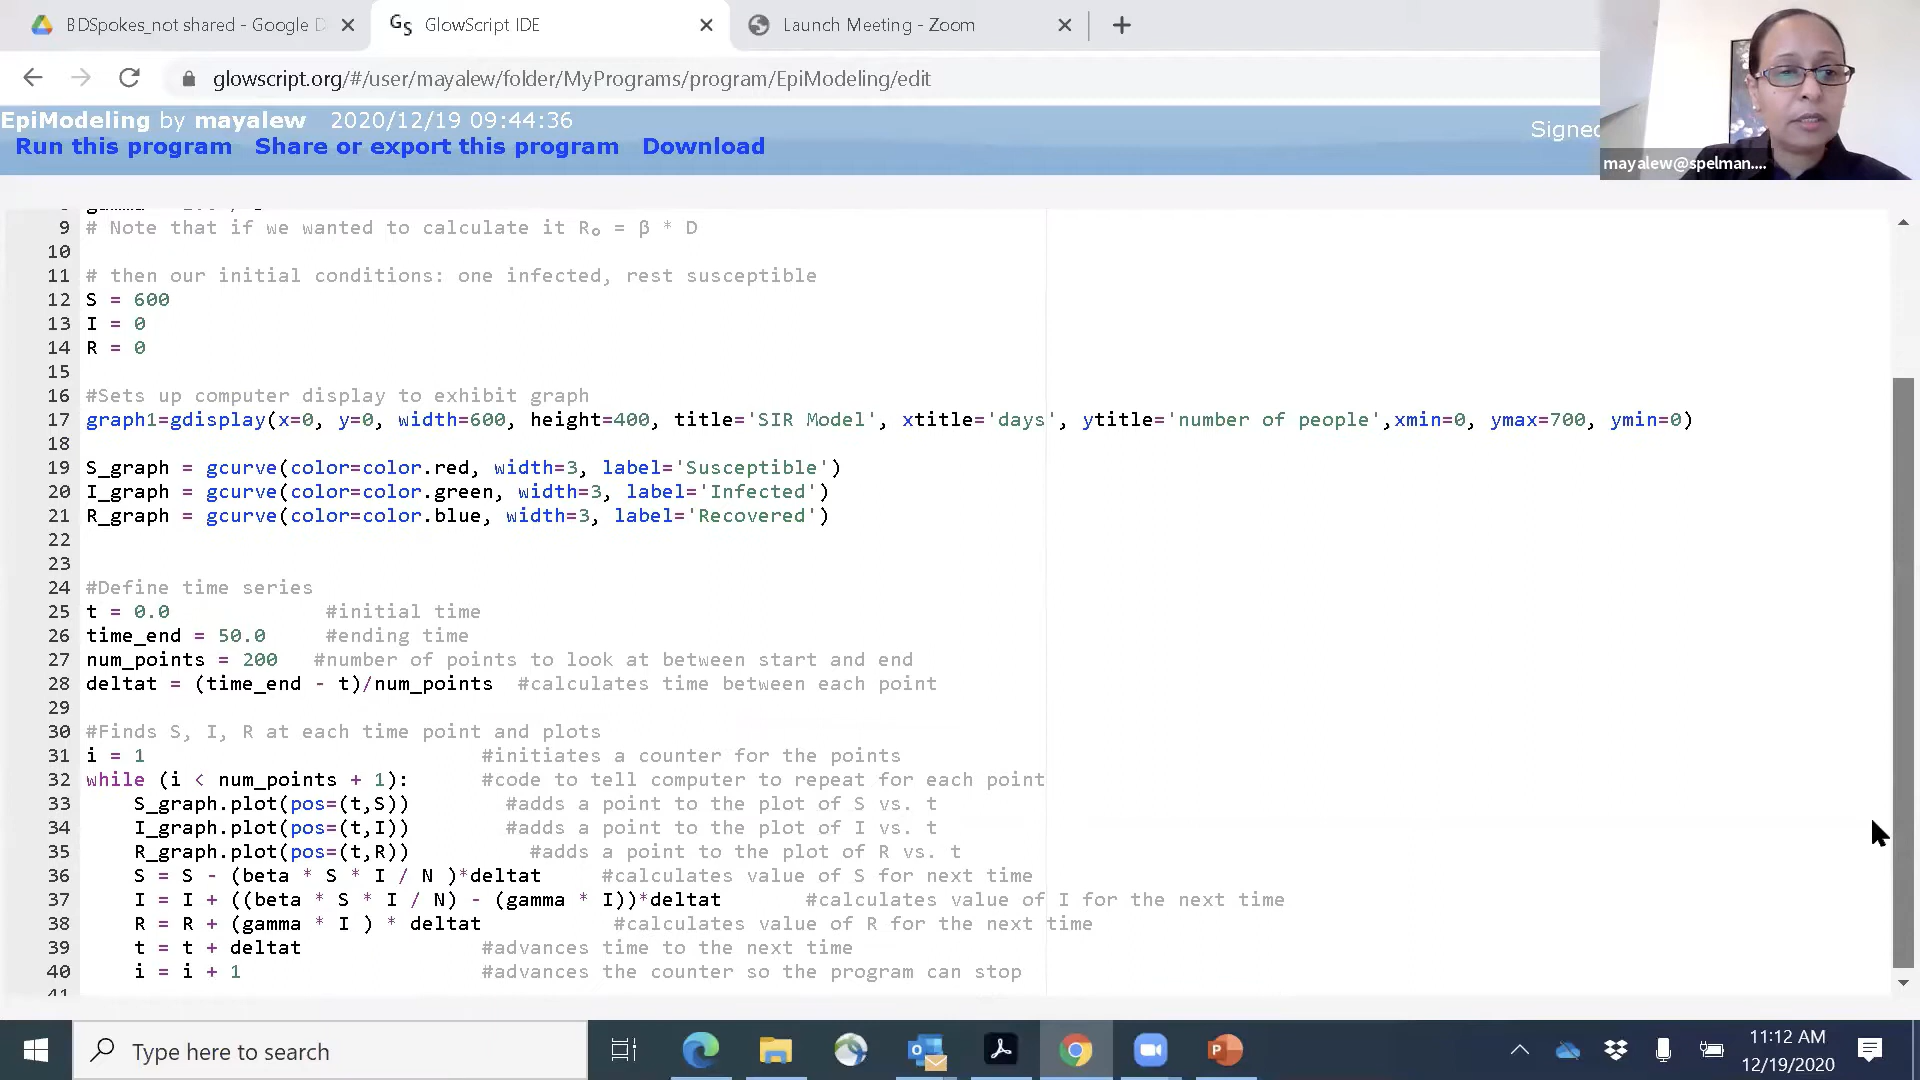 BDSpokes_not shared - Google D
GlowScript IDE
Launch Meeting - Zoom
glowscript.org/#/user/mayalew/folder/MyPrograms/program/EpiModeling/edit
EpiModeling by mayalew 2020/12/19 09:44:36
Run this program Share or export this program Download
Signed
mayalew@spelman....
9 # Note that if we wanted to calculate it R₀ = β * D
10
11 # then our initial conditions: one infected, rest susceptible
12 S = 600
13 I = 0
14 R = 0
15
16 #Sets up computer display to exhibit graph
17 graph1=gdisplay(x=0, y=0, width=600, height=400, title='SIR Model', xtitle='days', ytitle='number of people',xmin=0, ymax=700, ymin=0)
18
19 S_graph = gcurve(color=color.red, width=3, label='Susceptible')
20 I_graph = gcurve(color=color.green, width=3, label='Infected')
21 R_graph = gcurve(color=color.blue, width=3, label='Recovered')
22
23
24 #Define time series
25 t = 0.0 #initial time
26 time_end = 50.0 #ending time
27 num_points = 200 #number of points to look at between start and end
28 deltat = (time_end - t)/num_points #calculates time between each point
29
30 #Finds S, I, R at each time point and plots
31 i = 1 #initiates a counter for the points
32 while (i < num_points + 1): #code to tell computer to repeat for each point
33 S_graph.plot(pos=(t,S)) #adds a point to the plot of S vs. t
34 I_graph.plot(pos=(t,I)) #adds a point to the plot of I vs. t
35 R_graph.plot(pos=(t,R)) #adds a point to the plot of R vs. t
36 S = S - (beta * S * I / N )*deltat #calculates value of S for next time
37 I = I + ((beta * S * I / N) - (gamma * I))*deltat #calculates value of I for the next time
38 R = R + (gamma * I ) * deltat #calculates value of R for the next time
39 t = t + deltat #advances time to the next time
40 i = i + 1 #advances the counter so the program can stop
41
Type here to search
11:12 AM
12/19/2020